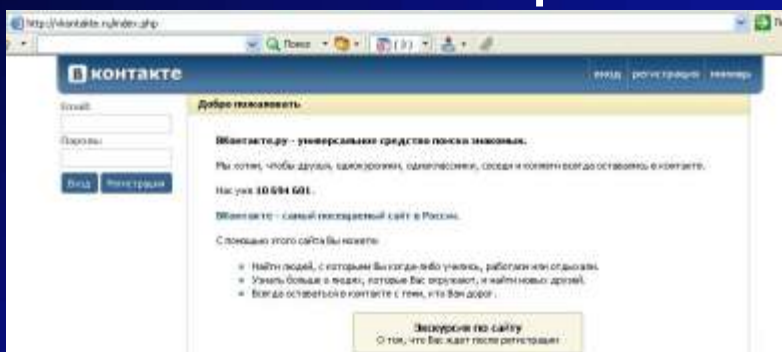 http://vkontakte.ru/index.php
Поиск
В контакте
вход регистрация помощь
Email:
Пароль:
Вход Регистрация
Добро пожаловать
ВКонтакте.ру - универсальное средство поиска знакомых.
Мы хотим, чтобы друзья, однокурсники, одноклассники, соседи и коллеги всегда оставались в контакте.
Нас уже 10 694 601.
ВКонтакте - самый посещаемый сайт в России.
С помощью этого сайта Вы можете:
Найти людей, с которыми Вы когда-либо учились, работали или отдыхали.
Узнать больше о людях, которые Вас окружают, и найти новых друзей.
Всегда оставаться в контакте с теми, кто Вам дорог.
Экскурсия по сайту
О том, что Вас ждет после регистрации